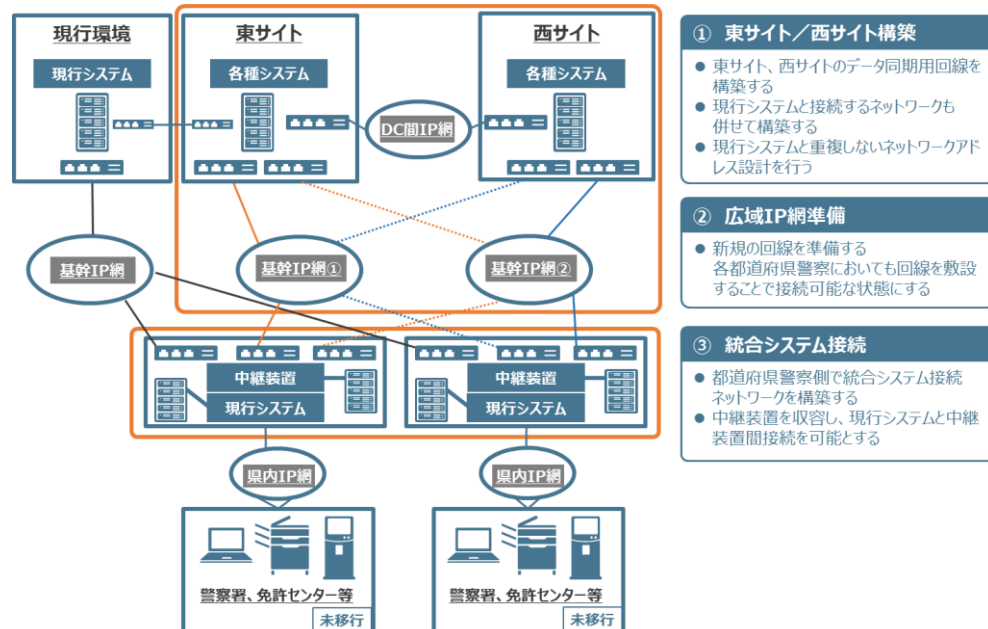 現行環境
現行システム
東サイト
各種システム
DC間IP網
西サイト
各種システム
基幹IP網
基幹IP網①
基幹IP網②
中継装置
現行システム
中継装置
現行システム
県内IP網
県内IP網
警察署、免許センター等
未移行
警察署、免許センター等
未移行
① 東サイト／西サイト構築
● 東サイト、西サイトのデータ同期用回線を
構築する
● 現行システムと接続するネットワークも
併せて構築する
● 現行システムと重複しないネットワークアド
レス設計を行う
② 広域IP網準備
● 新規の回線を準備する
各都道府県警察においても回線を敷設
することで接続可能な状態にする
③ 統合システム接続
● 都道府県警察側で統合システム接続
ネットワークを構築する
● 中継装置を収容し、現行システムと中継
装置間接続を可能とする